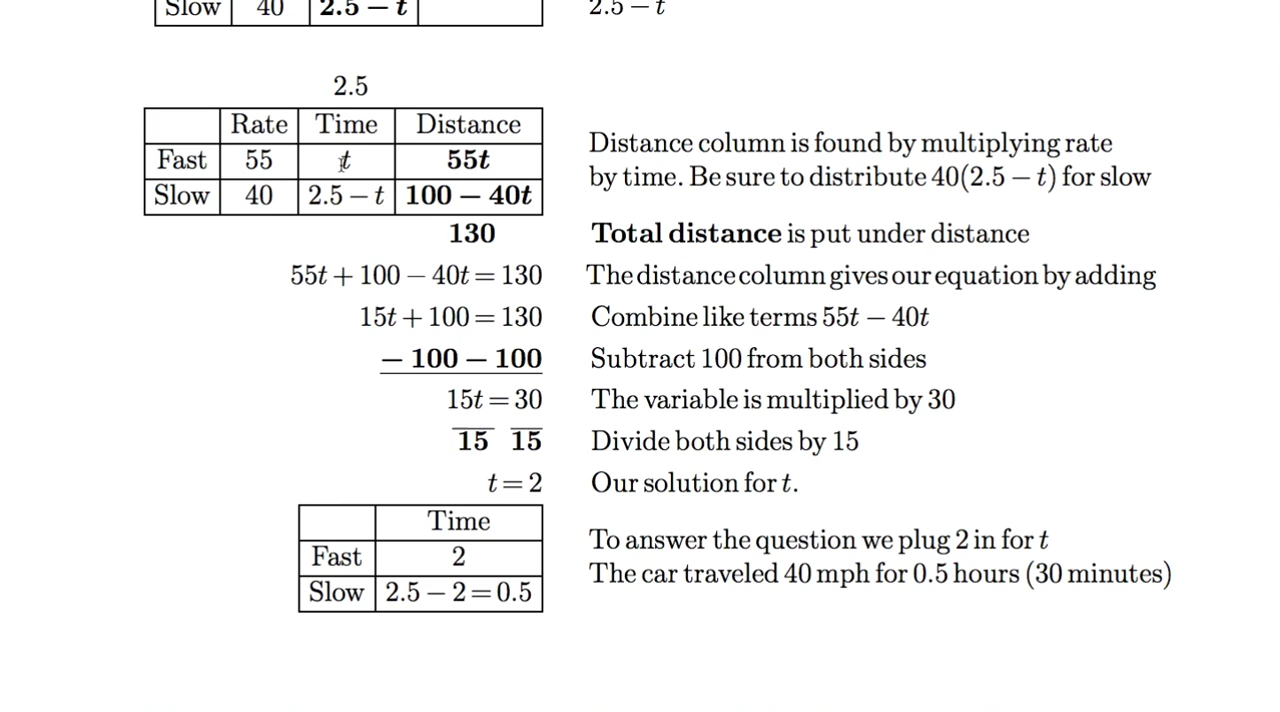 Slow 40 2.5 − t 2.5 − t
2.5
Rate Time Distance
Fast 55 t 55t
Slow 40 2.5 − t 100 − 40t
Distance column is found by multiplying rate
by time. Be sure to distribute 40(2.5 − t) for slow
130 Total distance is put under distance
55t + 100 − 40t = 130 The distance column gives our equation by adding
15t + 100 = 130 Combine like terms 55t − 40t
− 100 − 100 Subtract 100 from both sides
15t = 30 The variable is multiplied by 30
15 15 Divide both sides by 15
t = 2 Our solution for t.
Time
Fast 2
Slow 2.5 − 2 = 0.5
To answer the question we plug 2 in for t
The car traveled 40 mph for 0.5 hours (30 minutes)